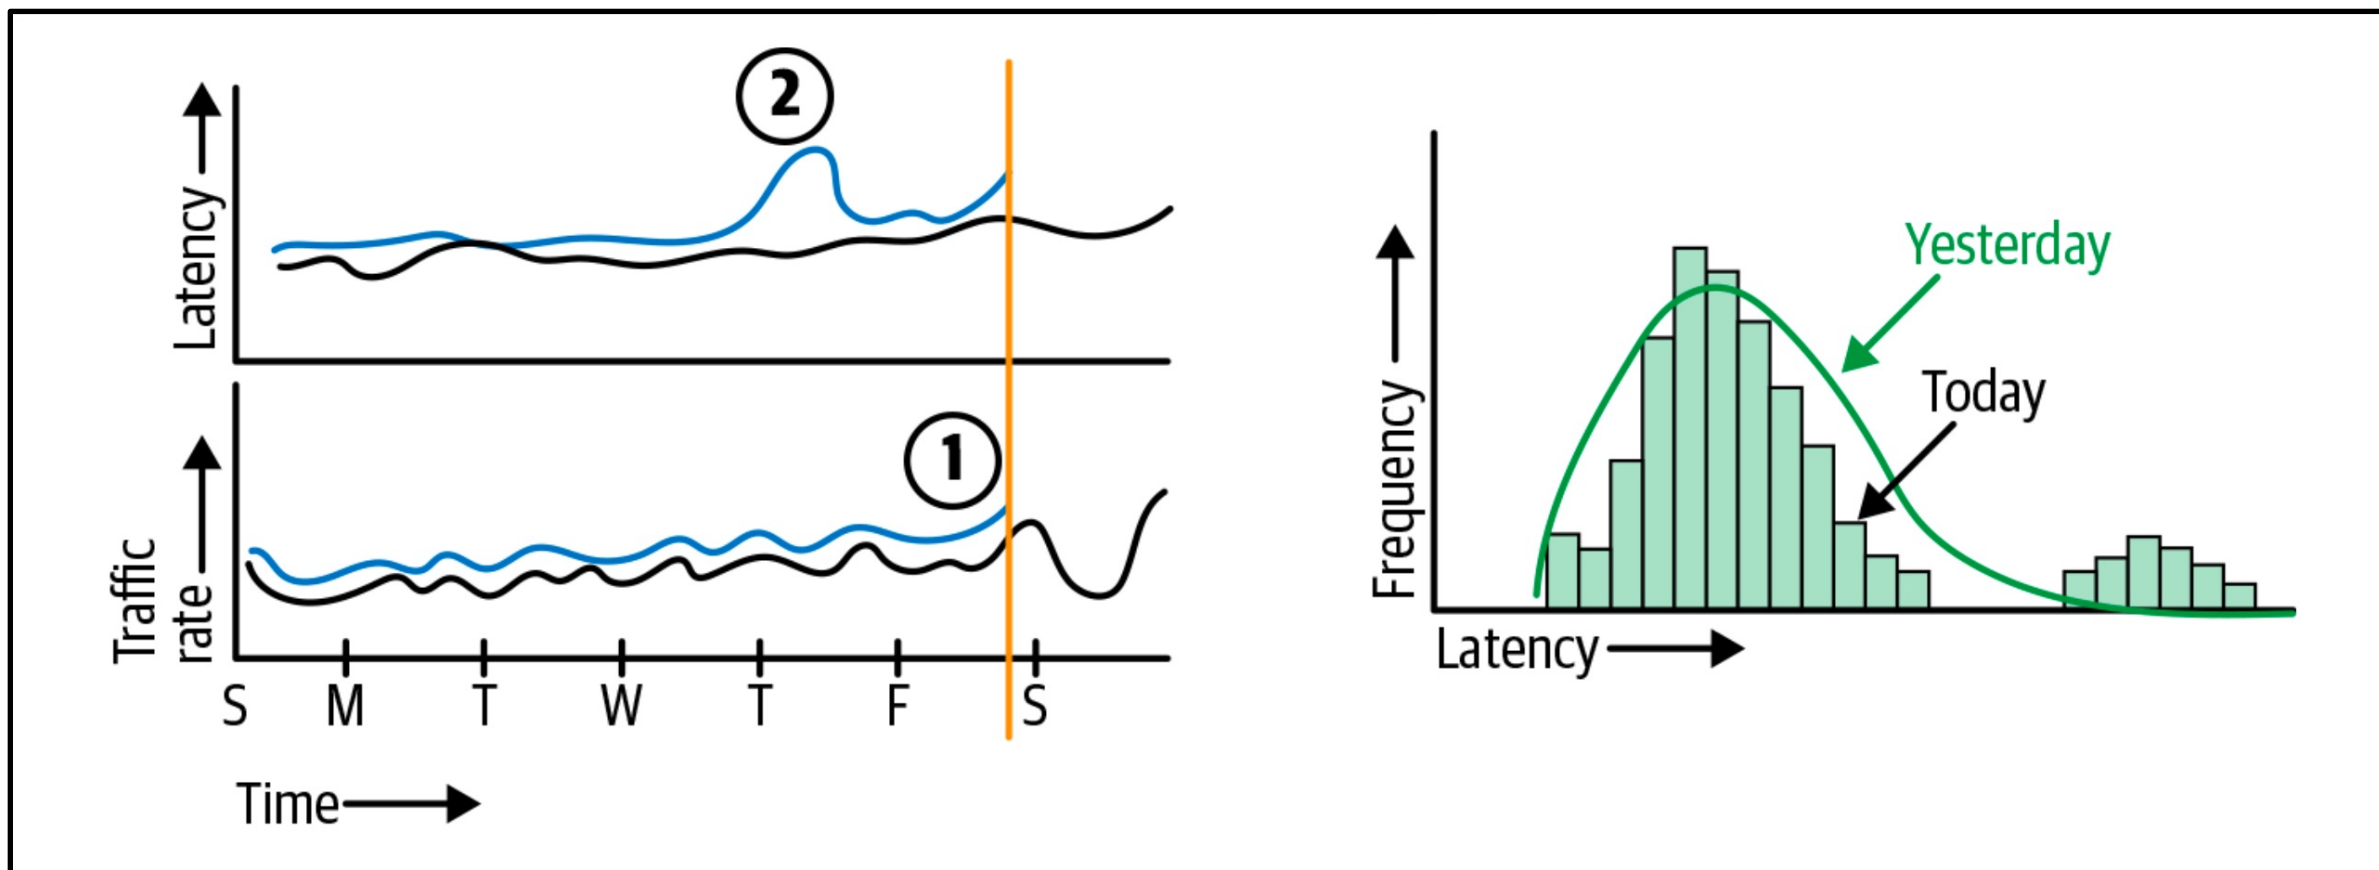 2
Latency
1
Traffic
rate
S M T W T F S
Time
Yesterday
Today
Frequency
Latency